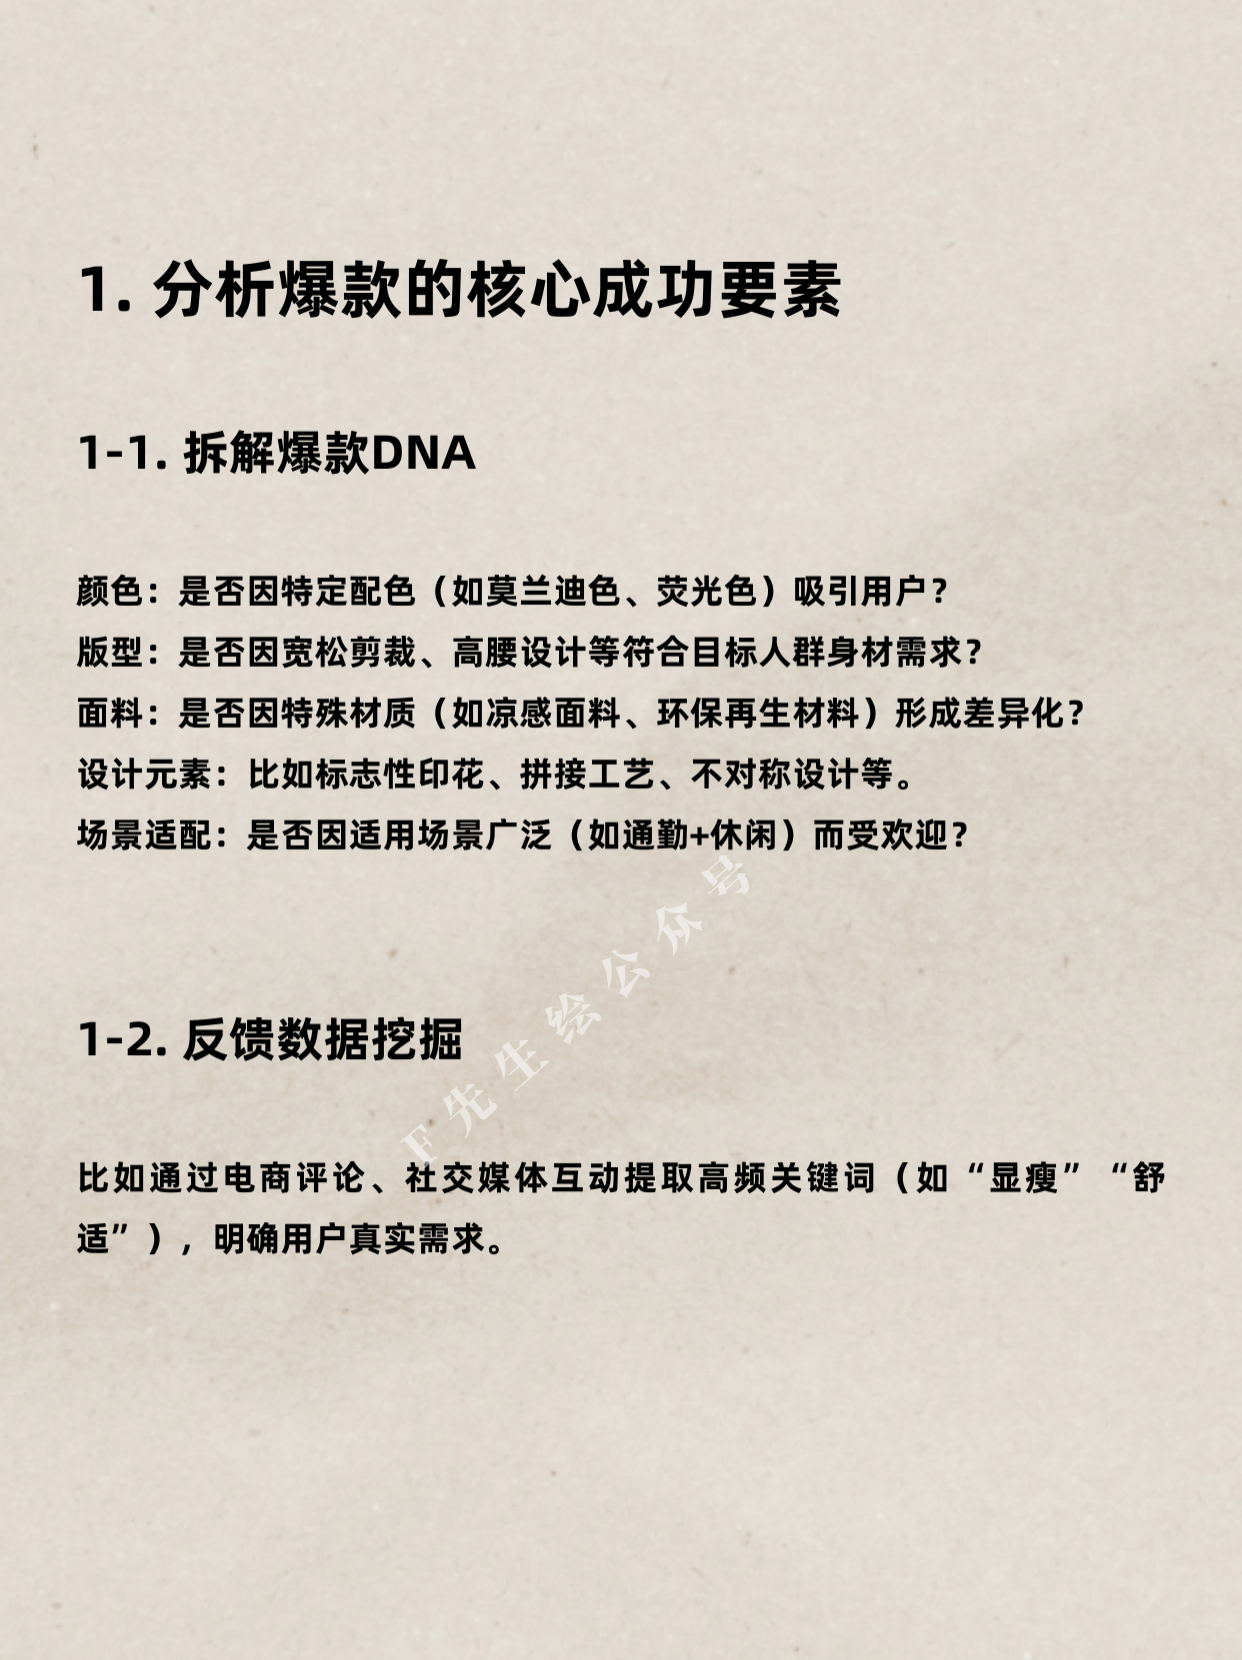 1. 分析爆款的核心成功要素
1-1. 拆解爆款DNA
颜色：是否因特定配色（如莫兰迪色、荧光色）吸引用户？
版型：是否因宽松剪裁、高腰设计等符合目标人群身材需求？
面料：是否因特殊材质（如凉感面料、环保再生材料）形成差异化？
设计元素：比如标志性印花、拼接工艺、不对称设计等。
场景适配：是否因适用场景广泛（如通勤+休闲）而受欢迎？
F先生绘公众号
1-2. 反馈数据挖掘
比如通过电商评论、社交媒体互动提取高频关键词（如“显瘦”“舒
适”），明确用户真实需求。